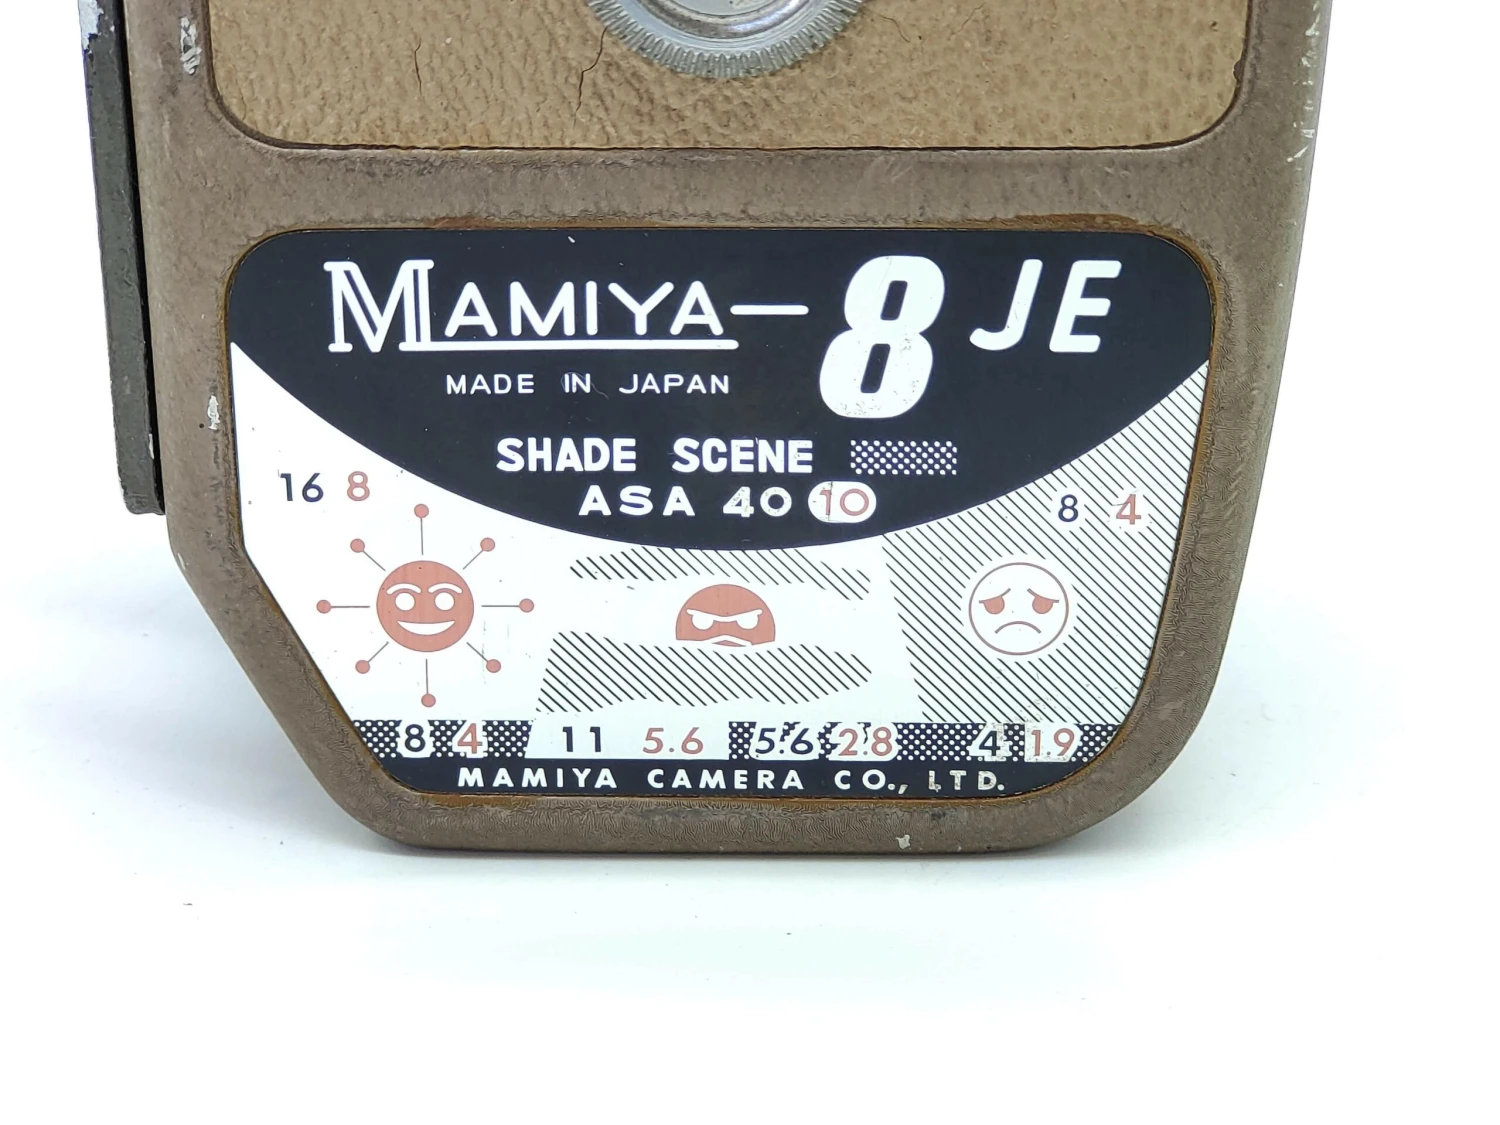 MAMIYA-8 JE
MADE IN JAPAN
SHADE SCENE
ASA 40 10
16 8
8 4
8 4 11 5.6 5.6 2.8 4 1.9
MAMIYA CAMERA CO., LTD.